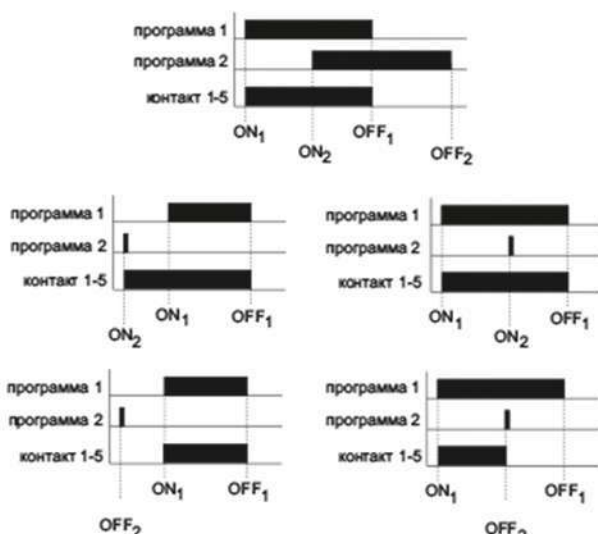 программа 1
программа 2
контакт 1-5
ON1 OFF1
ON2 OFF2
программа 1
программа 2
контакт 1-5
ON1 OFF1
ON2
программа 1
программа 2
контакт 1-5
ON1 OFF1
ON2
программа 1
программа 2
контакт 1-5
ON1 OFF1
OFF2
программа 1
программа 2
контакт 1-5
ON1 OFF1
OFF2